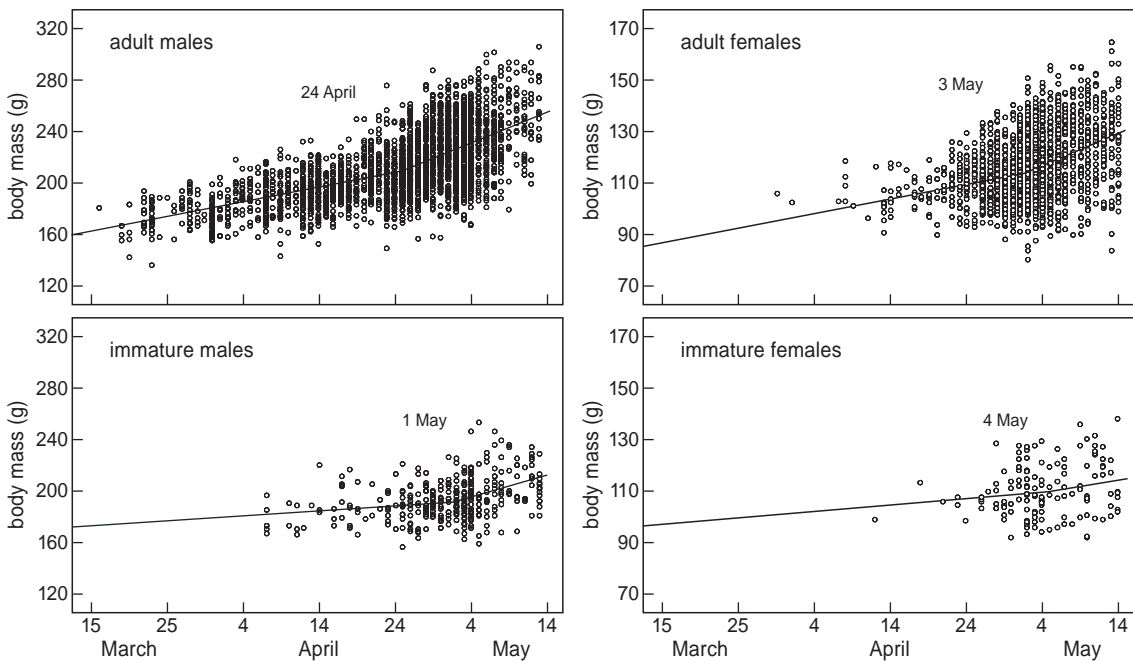 adult males
24 April
body mass (g)
320
280
240
200
160
120
adult females
3 May
body mass (g)
170
150
130
110
90
70
immature males
1 May
body mass (g)
320
280
240
200
160
120
15 25 4 14 24 4 14
March April May
immature females
4 May
body mass (g)
170
150
130
110
90
70
15 25 4 14 24 4 14
March April May